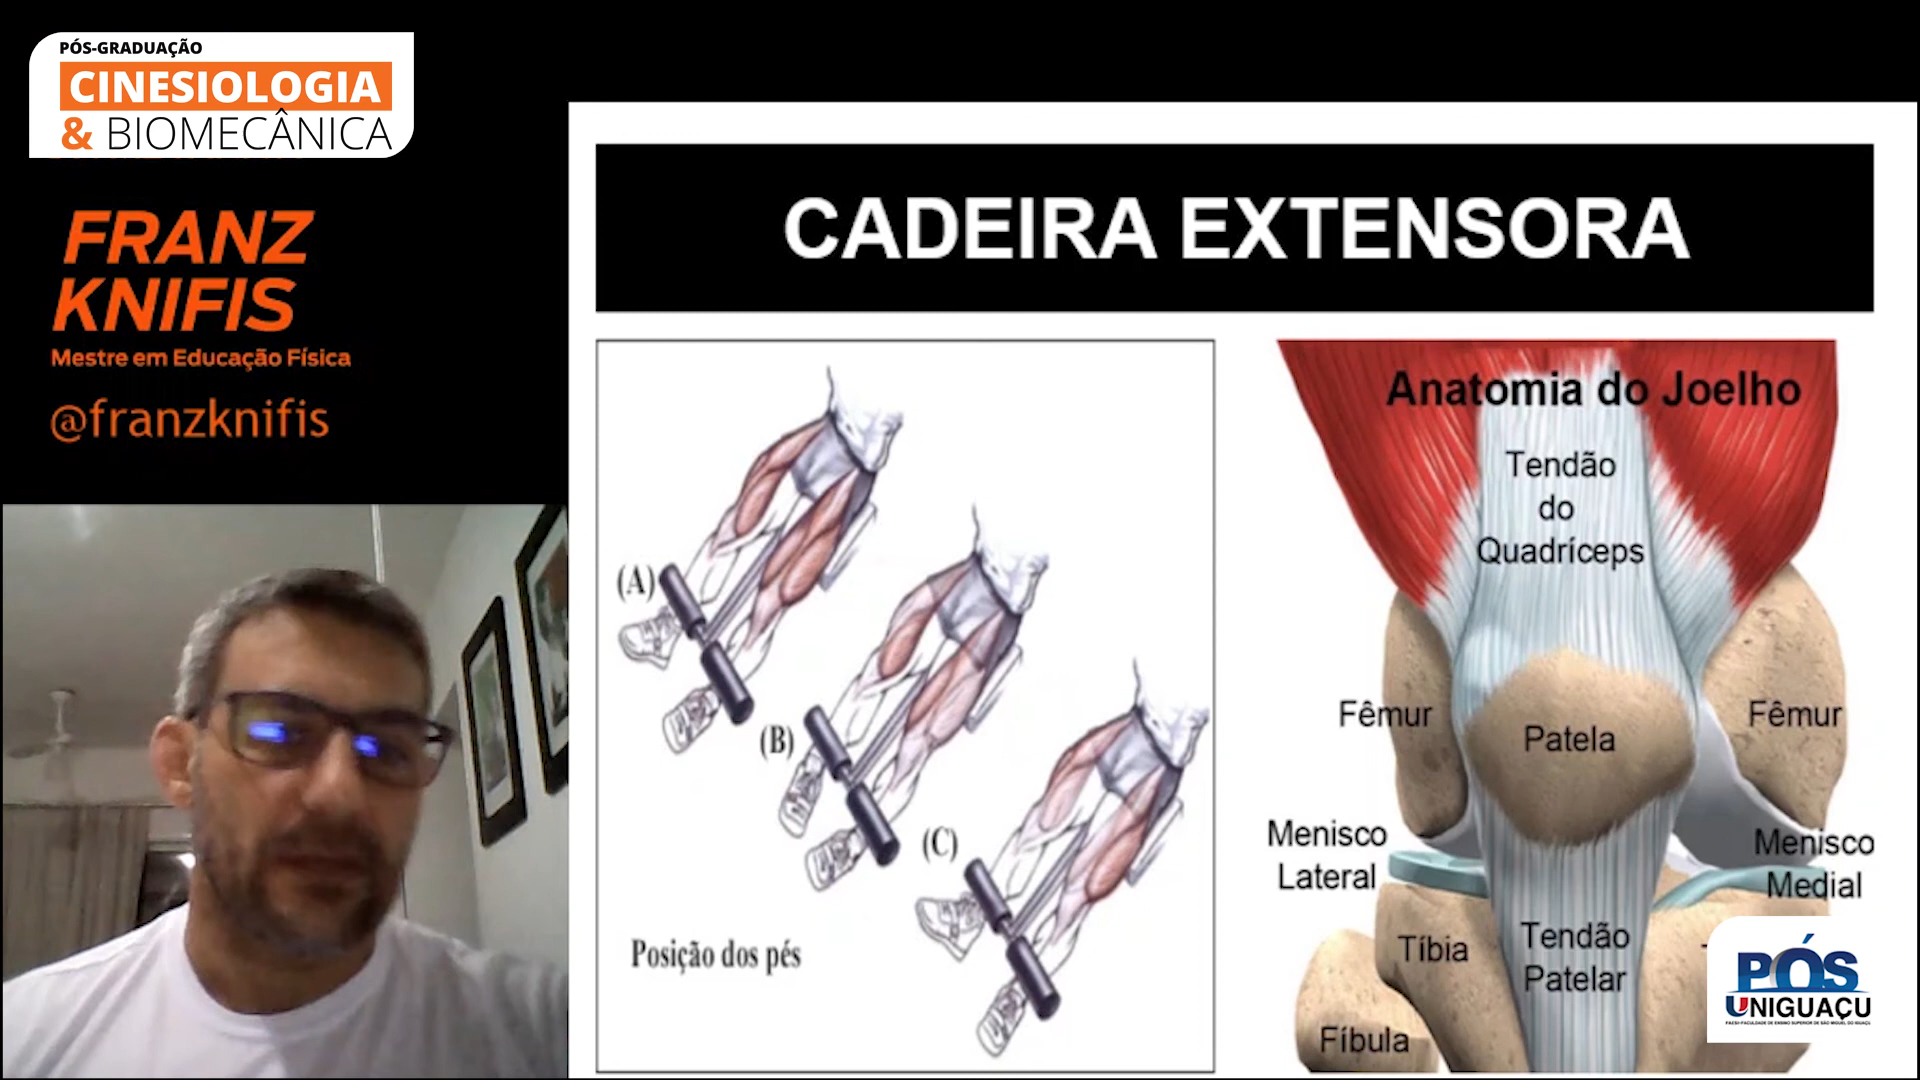 PÓS-GRADUAÇÃO
CINESIOLOGIA
& BIOMECÂNICA
FRANZ
KNIFIS
Mestre em Educação Física
@franzknifis
CADEIRA EXTENSORA
(A)
(B)
(C)
Posição dos pés
Anatomia do Joelho
Tendão
do
Quadríceps
Fêmur
Patela
Fêmur
Menisco
Lateral
Menisco
Medial
Tíbia
Tendão
Patelar
Fíbula
PÓS
UNIGUAÇU